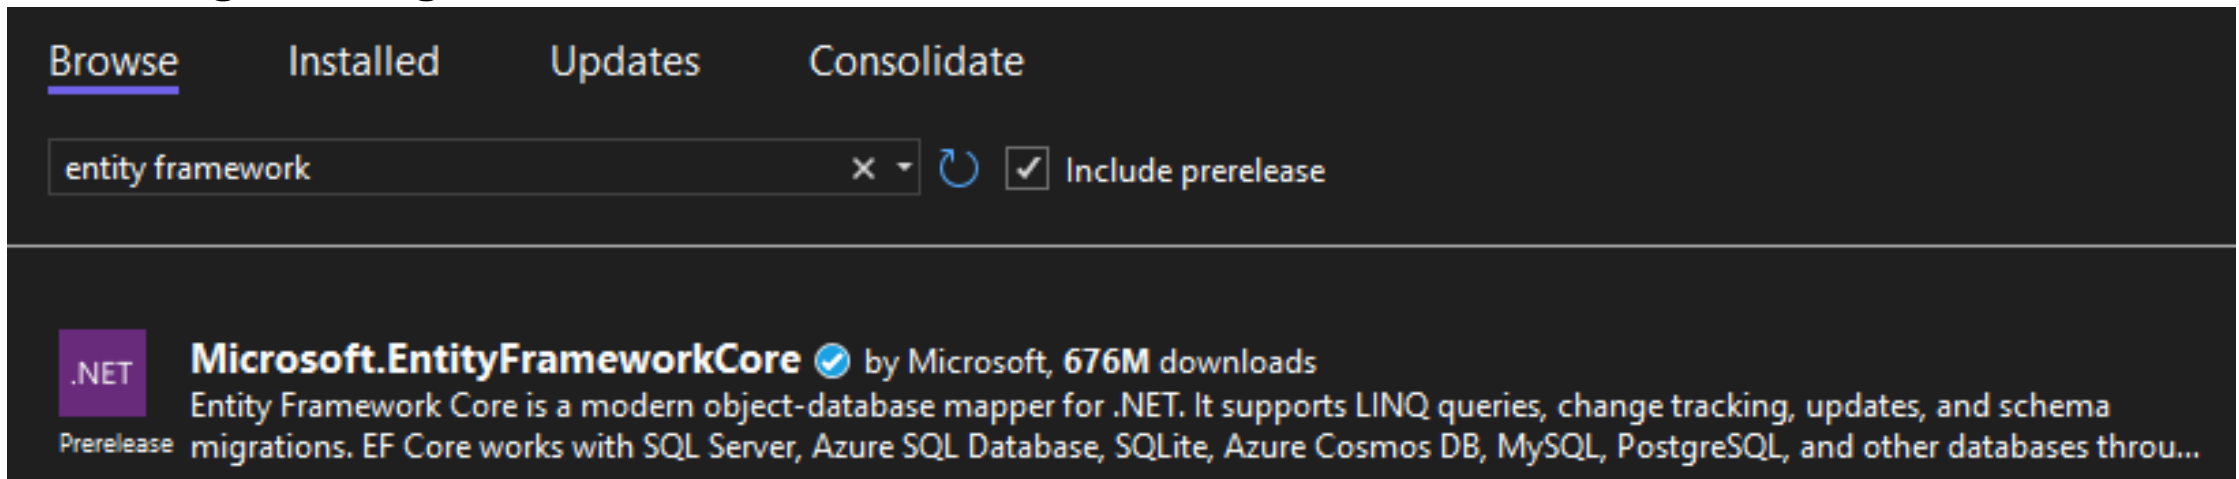 Browse Installed Updates Consolidate
entity framework
Include prerelease
.NET
Microsoft.EntityFrameworkCore by Microsoft, 676M downloads
Entity Framework Core is a modern object-database mapper for .NET. It supports LINQ queries, change tracking, updates, and schema
Prerelease
migrations. EF Core works with SQL Server, Azure SQL Database, SQLite, Azure Cosmos DB, MySQL, PostgreSQL, and other databases throu...